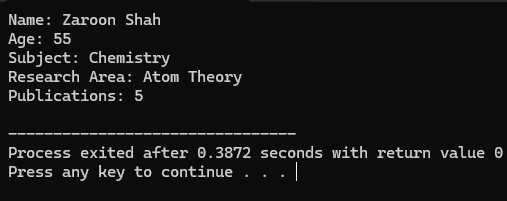 Name: Zaroon Shah
Age: 55
Subject: Chemistry
Research Area: Atom Theory
Publications: 5
--------------------------------
Process exited after 0.3872 seconds with return value 0
Press any key to continue . . .